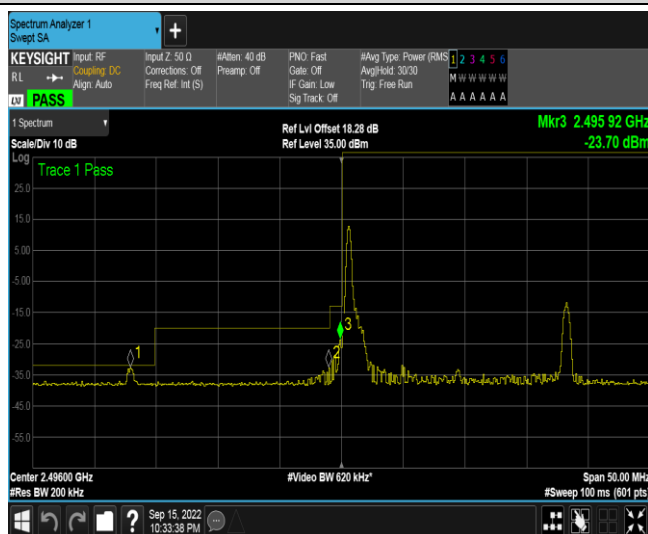 Spectrum Analyzer 1
Swept SA
KEYSIGHT
RL
LXI PASS
Input: RF
Coupling: DC
Align: Auto
Input Z: 50 Ω
Corrections: Off
Freq Ref: Int (S)
#Atten: 40 dB
Preamp: Off
PNO: Fast
Gate: Off
IF Gain: Low
Sig Track: Off
#Avg Type: Power (RMS
Avg|Hold: 30/30
Trig: Free Run
1 2 3 4 5 6
M W W W W W
A A A A A A
1 Spectrum
Scale/Div 10 dB
Ref Lvl Offset 18.28 dB
Ref Level 35.00 dBm
Mkr3 2.495 92 GHz
-23.70 dBm
Log
Trace 1 Pass
25.0
15.0
5.00
-5.00
-15.0
-25.0
-35.0
-45.0
-55.0
1
2
3
Center 2.49600 GHz
#Res BW 200 kHz
#Video BW 620 kHz*
Span 50.00 MHz
#Sweep 100 ms (601 pts)
?
Sep 15, 2022
10:33:38 PM